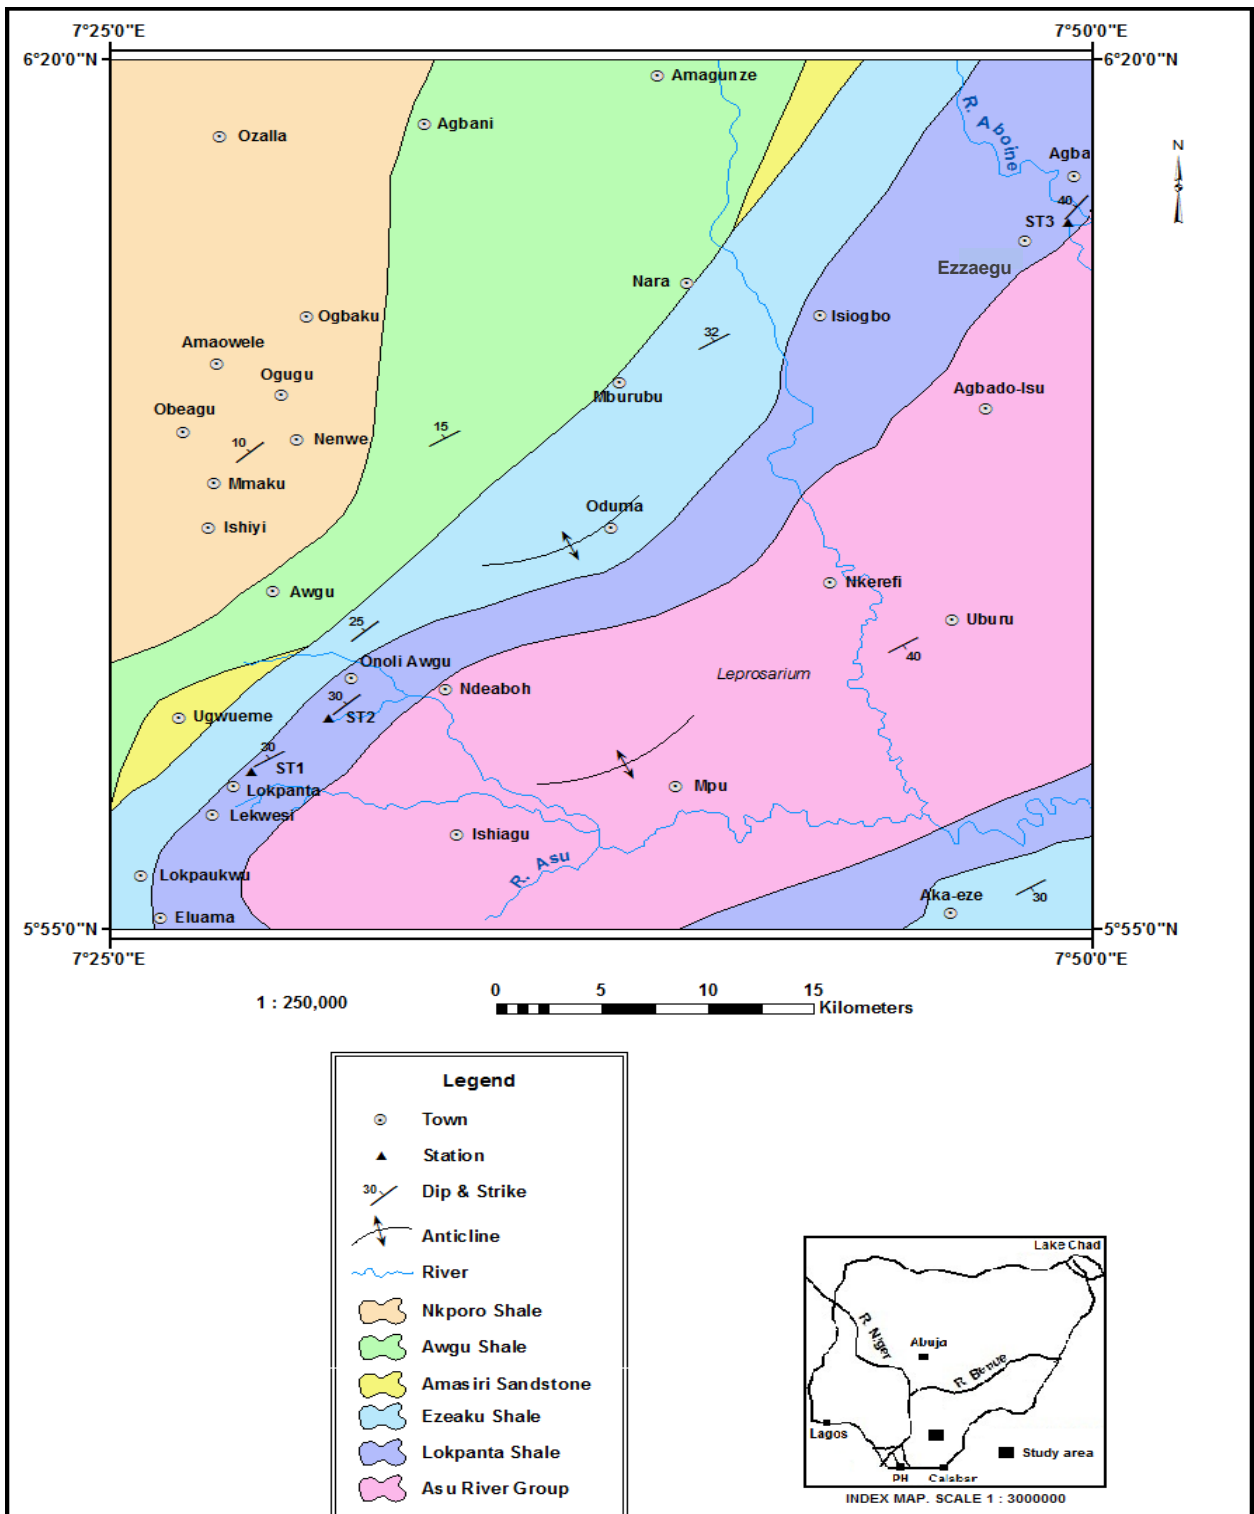 7°25'0"E
7°50'0"E
6°20'0"N
6°20'0"N
Amagunze
Agbani
Ozalla
R. Aboine
Agba
N
40
ST3
Ezzaegu
Nara
Ogbaku
Isiogbo
32
Amaowele
Ogugu
Mburubu
Agbado-Isu
Obeagu
15
10
Nenwe
Mmaku
Oduma
Ishiyi
Awgu
Nkerefi
25
Uburu
40
Onoli Awgu
Leprosarium
Ndeaboh
30
ST2
Ugwueme
30
ST1
Lokpanta
Mpu
Lekwesi
Ishiagu
R. Asu
Lokpaukwu
Aka-eze
30
Eluama
5°55'0"N
5°55'0"N
7°25'0"E
7°50'0"E
1 : 250,000
0 5 10 15
Kilometers
Legend
Town
Station
30 Dip & Strike
Anticline
River
Nkporo Shale
Awgu Shale
Amasiri Sandstone
Ezeaku Shale
Lokpanta Shale
Asu River Group
Lake Chad
R. Niger
Abuja
R. Benue
Lagos
Study area
PH
Calabar
INDEX MAP. SCALE 1 : 3000000